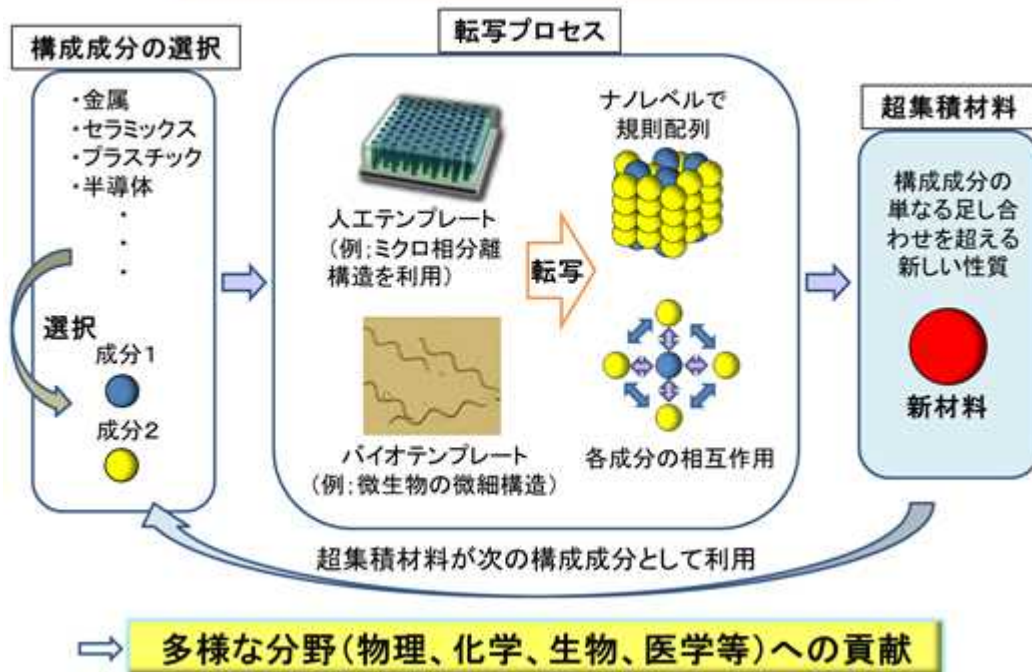 構成成分の選択
・金属
・セラミックス
・プラスチック
・半導体
・
・
・
選択
成分1
成分2
転写プロセス
人工テンプレート
(例;ミクロ相分離
構造を利用)
バイオテンプレート
(例;微生物の微細構造)
転写
ナノレベルで
規則配列
各成分の相互作用
超集積材料
構成成分の
単なる足し合
わせを超える
新しい性質
新材料
超集積材料が次の構成成分として利用
多様な分野(物理、化学、生物、医学等)への貢献